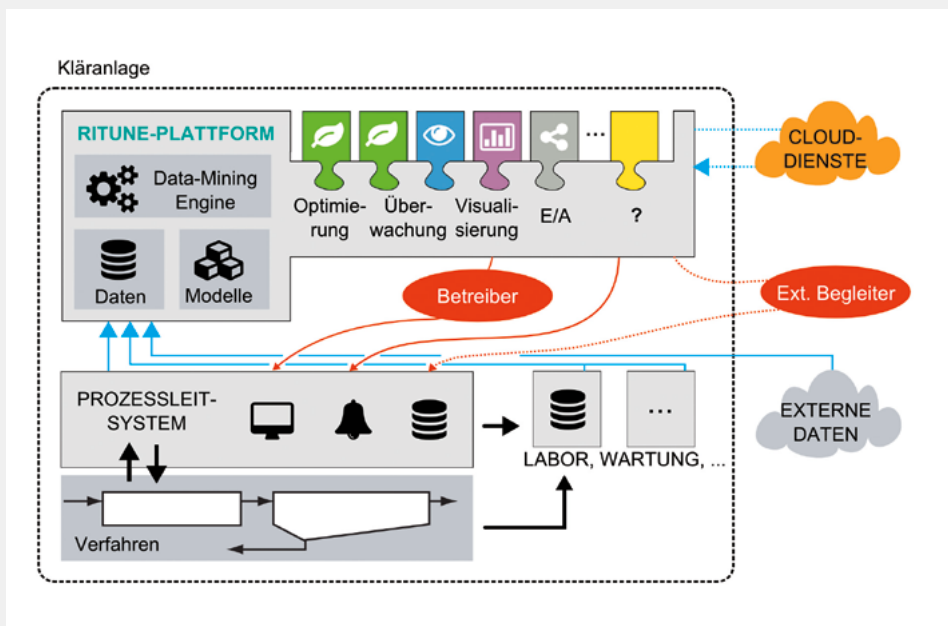 Kläranlage
RITUNE-PLATTFORM
Data-Mining
Engine
Daten
Modelle
Optimie-
rung
Über-
wachung
Visuali-
sierung
E/A
...
?
CLOUD-
DIENSTE
Betreiber
Ext. Begleiter
PROZESSLEIT-
SYSTEM
...
LABOR, WARTUNG, ...
EXTERNE
DATEN
Verfahren